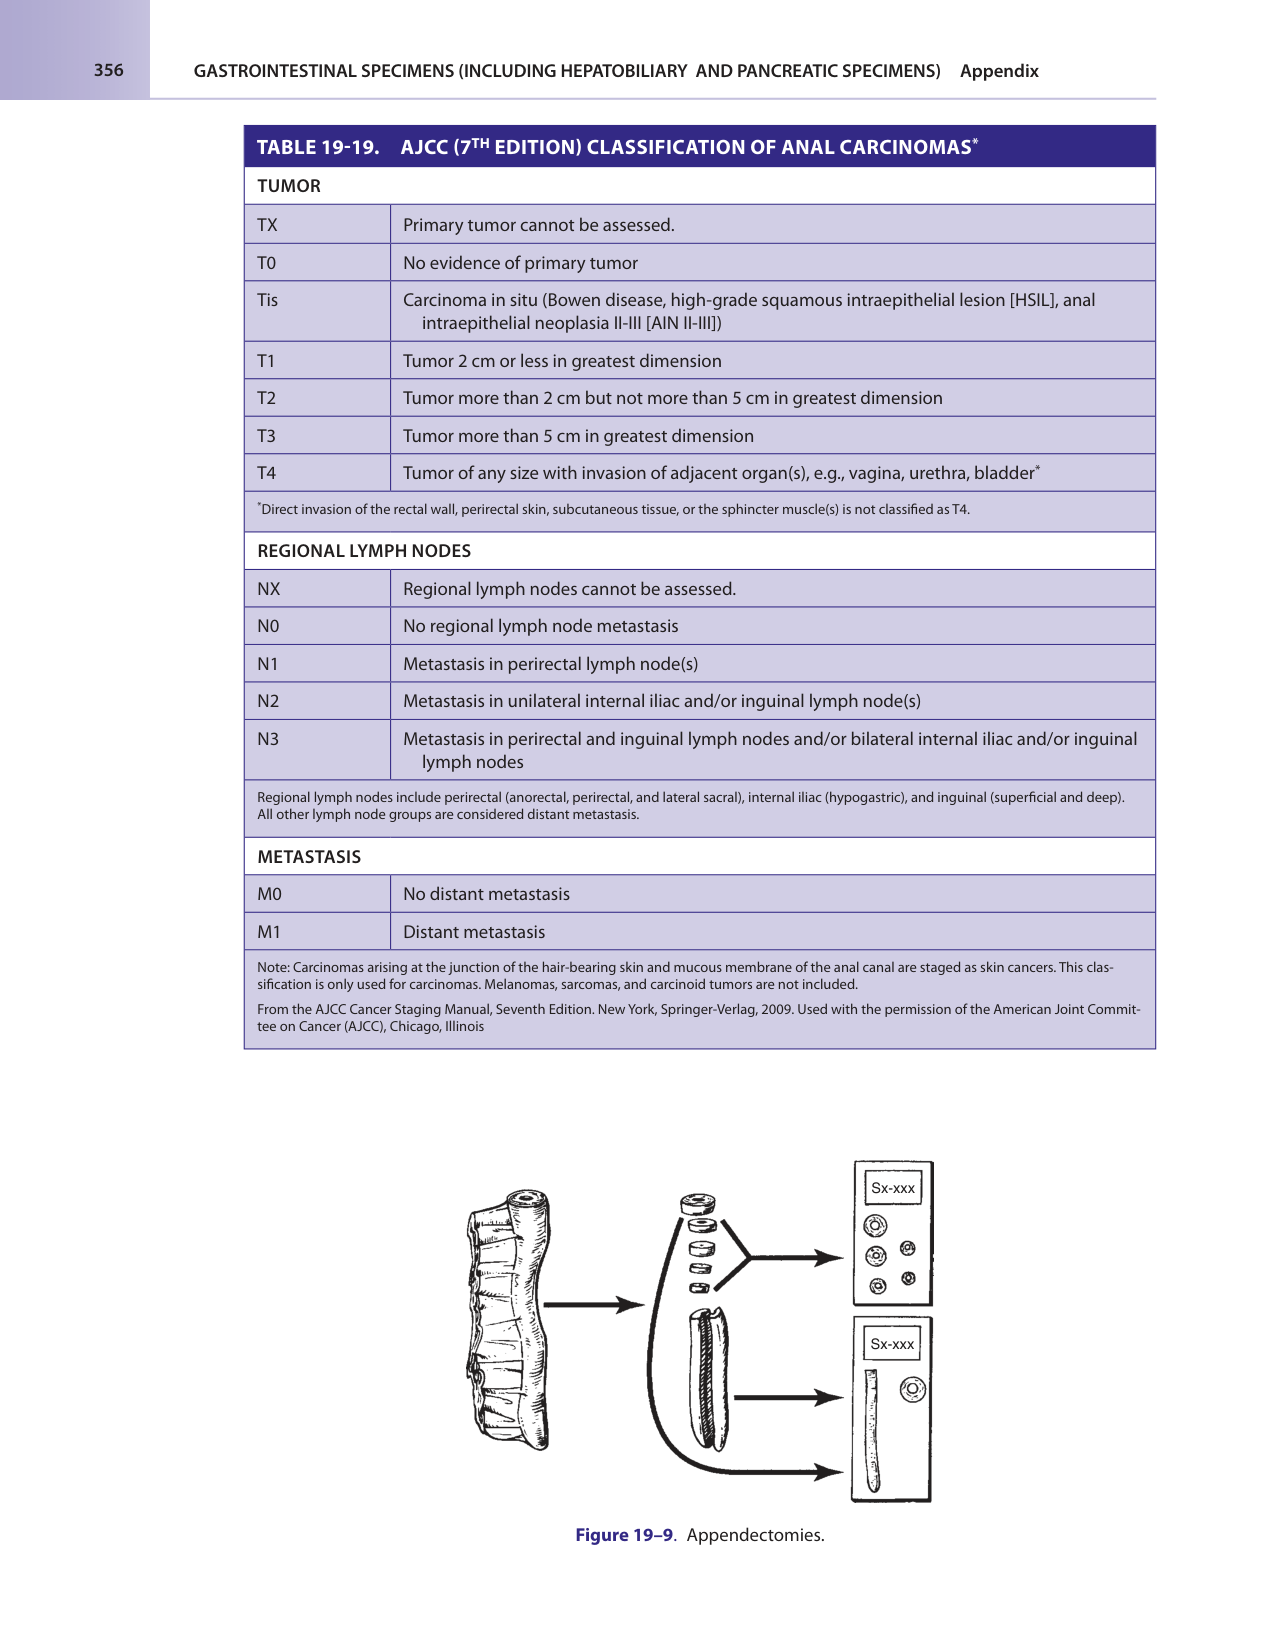 356
GASTROINTESTINAL SPECIMENS (INCLUDING HEPATOBILIARY AND PANCREATIC SPECIMENS) Appendix
TABLE 19-19. AJCC (7TH EDITION) CLASSIFICATION OF ANAL CARCINOMAS*
TUMOR
TX Primary tumor cannot be assessed.
T0 No evidence of primary tumor
Tis Carcinoma in situ (Bowen disease, high-grade squamous intraepithelial lesion [HSIL], anal
intraepithelial neoplasia II-III [AIN II-III])
T1 Tumor 2 cm or less in greatest dimension
T2 Tumor more than 2 cm but not more than 5 cm in greatest dimension
T3 Tumor more than 5 cm in greatest dimension
T4 Tumor of any size with invasion of adjacent organ(s), e.g., vagina, urethra, bladder*
*Direct invasion of the rectal wall, perirectal skin, subcutaneous tissue, or the sphincter muscle(s) is not classified as T4.
REGIONAL LYMPH NODES
NX Regional lymph nodes cannot be assessed.
N0 No regional lymph node metastasis
N1 Metastasis in perirectal lymph node(s)
N2 Metastasis in unilateral internal iliac and/or inguinal lymph node(s)
N3 Metastasis in perirectal and inguinal lymph nodes and/or bilateral internal iliac and/or inguinal
lymph nodes
Regional lymph nodes include perirectal (anorectal, perirectal, and lateral sacral), internal iliac (hypogastric), and inguinal (superficial and deep).
All other lymph node groups are considered distant metastasis.
METASTASIS
M0 No distant metastasis
M1 Distant metastasis
Note: Carcinomas arising at the junction of the hair-bearing skin and mucous membrane of the anal canal are staged as skin cancers. This clas-
sification is only used for carcinomas. Melanomas, sarcomas, and carcinoid tumors are not included.
From the AJCC Cancer Staging Manual, Seventh Edition. New York, Springer-Verlag, 2009. Used with the permission of the American Joint Commit-
tee on Cancer (AJCC), Chicago, Illinois
Sx-xxx
Sx-xxx
Figure 19–9. Appendectomies.